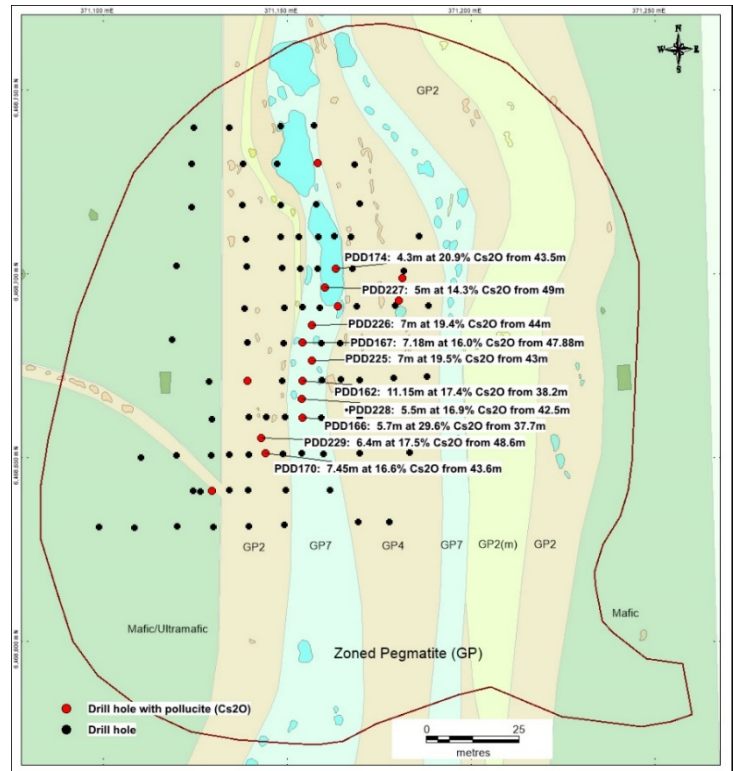 371,100 mE 371,150 mE 371,200 mE 371,250 mE
N
W E
S
GP2
PDD174: 4.3m at 20.9% Cs2O from 43.5m
PDD227: 5m at 14.3% Cs2O from 49m
PDD226: 7m at 19.4% Cs2O from 44m
PDD167: 7.18m at 16.0% Cs2O from 47.88m
PDD225: 7m at 19.5% Cs2O from 43m
PDD162: 11.15m at 17.4% Cs2O from 38.2m
PDD228: 5.5m at 16.9% Cs2O from 42.5m
PDD166: 5.7m at 29.6% Cs2O from 37.7m
PDD229: 6.4m at 17.5% Cs2O from 48.6m
PDD170: 7.45m at 16.6% Cs2O from 43.6m
GP2 GP7 GP4 GP7 GP2(m) GP2
Mafic/Ultramafic
Mafic
Zoned Pegmatite (GP)
Drill hole with pollucite (Cs2O)
Drill hole
0 25
metres